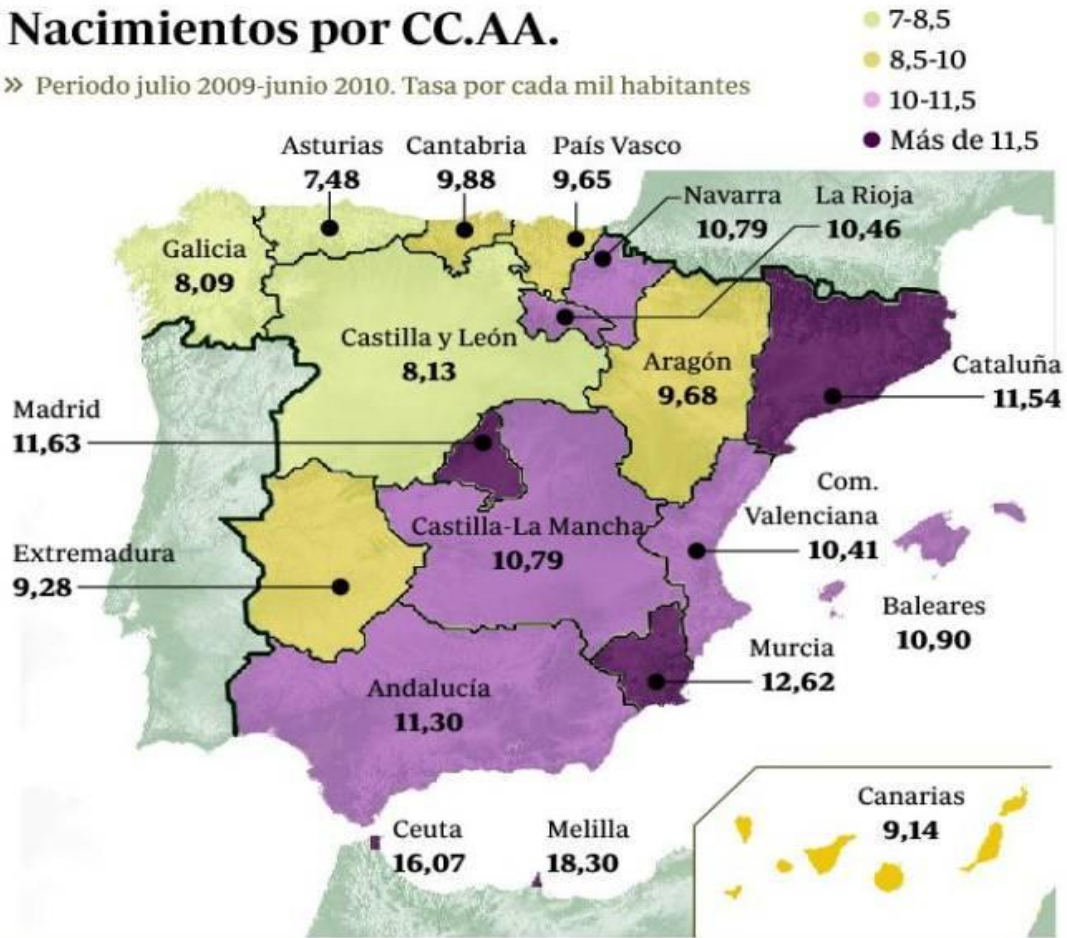 Nacimientos por CC.AA.
» Periodo julio 2009-junio 2010. Tasa por cada mil habitantes
7-8,5
8,5-10
10-11,5
Más de 11,5
Asturias
7,48
Cantabria
9,88
País Vasco
9,65
Navarra
10,79
La Rioja
10,46
Galicia
8,09
Castilla y León
8,13
Aragón
9,68
Cataluña
11,54
Madrid
11,63
Com.
Valenciana
10,41
Castilla-La Mancha
10,79
Extremadura
9,28
Baleares
10,90
Murcia
12,62
Andalucía
11,30
Canarias
9,14
Ceuta
16,07
Melilla
18,30